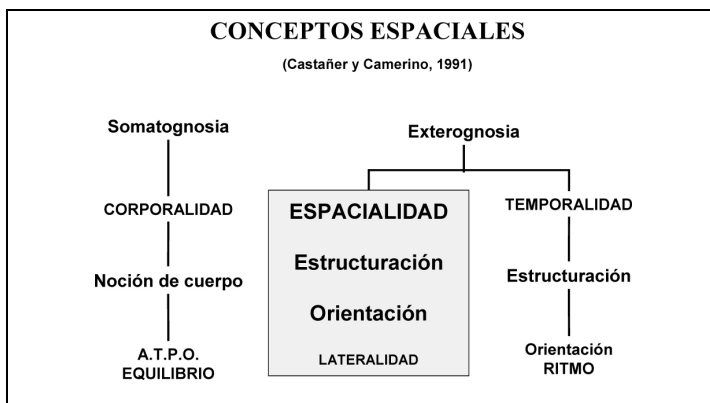 CONCEPTOS ESPACIALES
(Castañer y Camerino, 1991)
Somatognosia
Exterognosia
CORPORALIDAD
ESPACIALIDAD
TEMPORALIDAD
Noción de cuerpo
Estructuración
Estructuración
Orientación
A.T.P.O.
EQUILIBRIO
LATERALIDAD
Orientación
RITMO